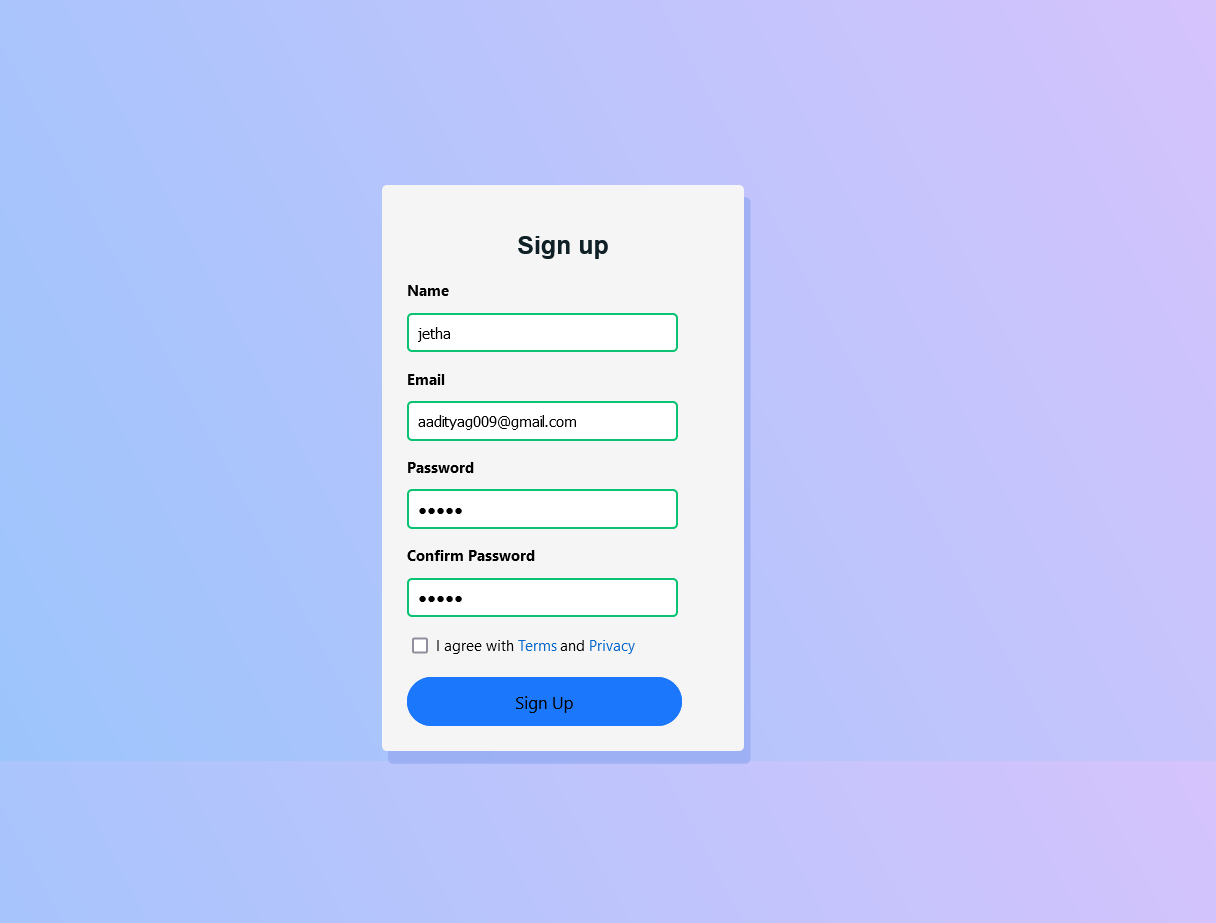 Sign up
Name
jetha
Email
aadityag009@gmail.com
Password
●●●●●
Confirm Password
●●●●●
I agree with Terms and Privacy
Sign Up